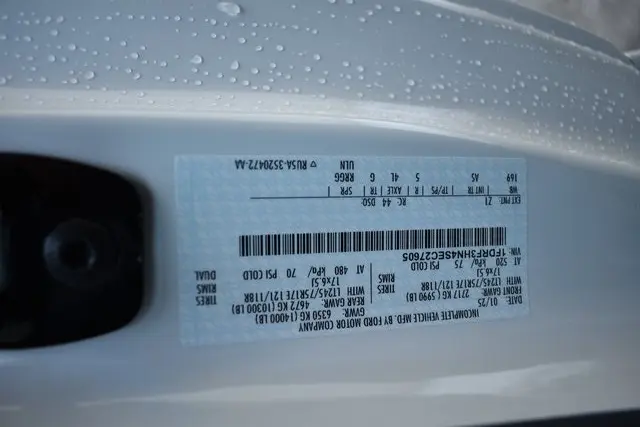 INCOMPLETE VEHICLE MFD. BY FORD MOTOR COMPANY
DATE: 01/25 GVWR: 6350 KG (14000 LB)
FRONT GAWR: 2717 KG (5990 LB) REAR GAWR: 4672 KG (10300 LB)
WITH LT245/75R17E 121/118R TIRES WITH LT245/75R17E 121/118R TIRES
17x6.5J RIMS 17x6.5J RIMS
AT 520 kPa/ 75 PSI COLD AT 480 kPa/ 70 PSI COLD DUAL
VIN: 1FDRF3HN4SEC27605
EXT PNT: Z1 RC: 44 DSO:
WB INT TR TP/PS R AXLE TR SPR
169 AS 5 4L G RRGG
ULN
▽ RU5A-3520472-AA